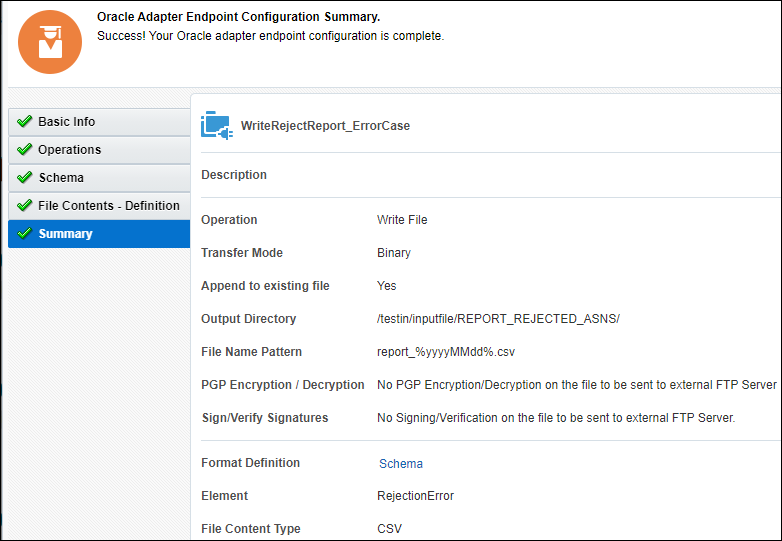 Oracle Adapter Endpoint Configuration Summary.
Success! Your Oracle adapter endpoint configuration is complete.
Basic Info
Operations
Schema
File Contents - Definition
Summary
WriteRejectReport_ErrorCase
Description
Operation Write File
Transfer Mode Binary
Append to existing file Yes
Output Directory /testin/inputfile/REPORT_REJECTED_ASNS/
File Name Pattern report_%yyyyMMdd%.csv
PGP Encryption / Decryption No PGP Encryption/Decryption on the file to be sent to external FTP Server
Sign/Verify Signatures No Signing/Verification on the file to be sent to external FTP Server.
Format Definition Schema
Element RejectionError
File Content Type CSV